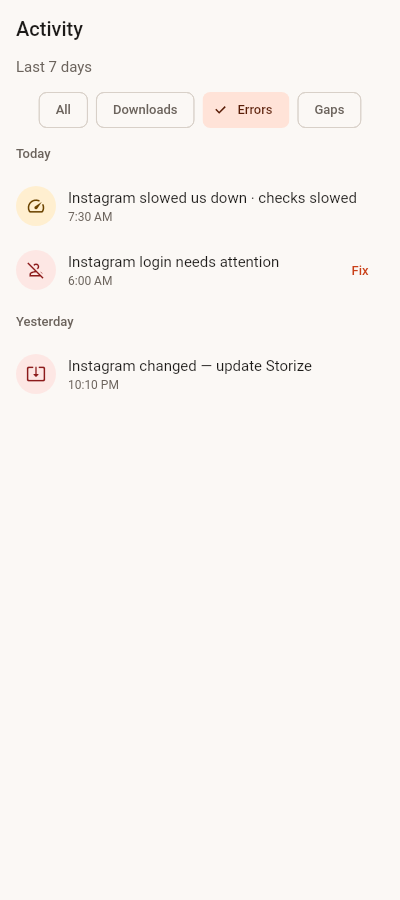 Activity
Last 7 days
All
Downloads
Errors
Gaps
Today
Instagram slowed us down · checks slowed
7:30 AM
Instagram login needs attention
6:00 AM
Fix
Yesterday
Instagram changed — update Storize
10:10 PM